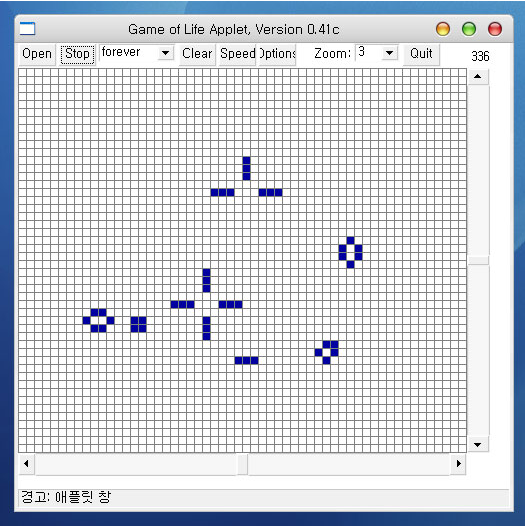 Game of Life Applet, Version 0.41c
Open Stop forever Clear Speed Options Zoom: 3 Quit 336
경고: 애플릿 창